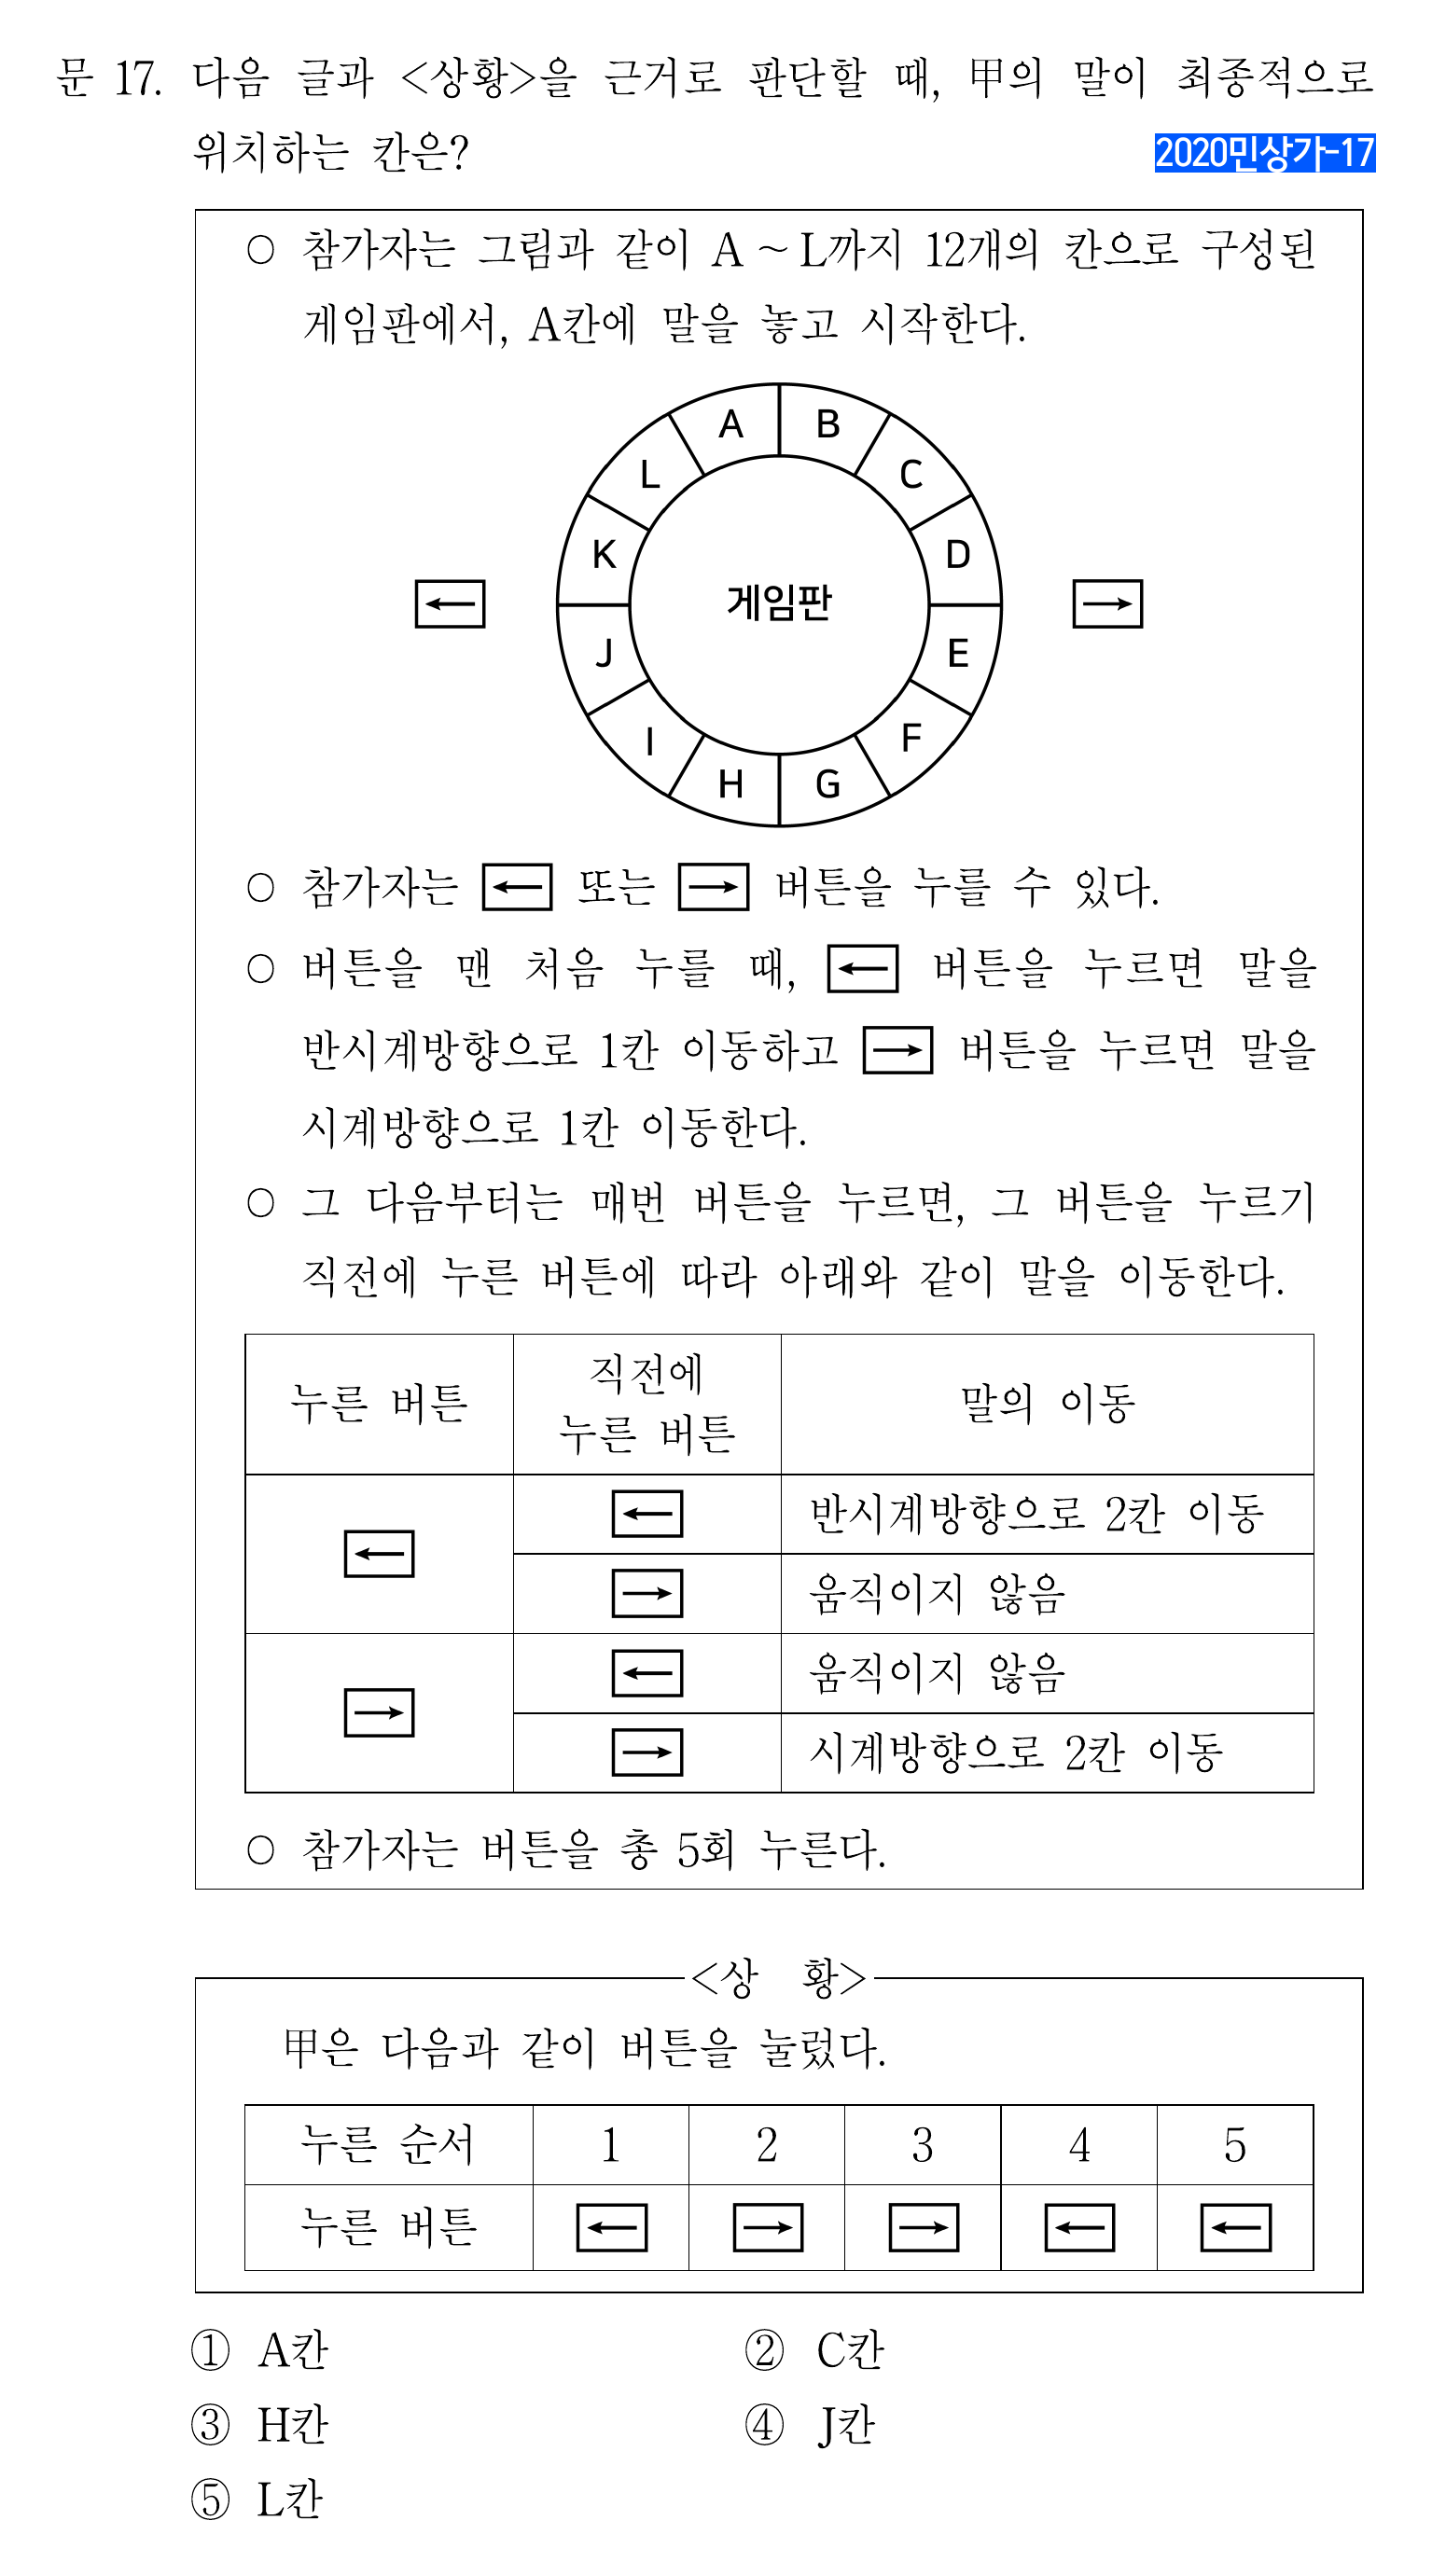 문 17. 다음 글과 <상황>을 근거로 판단할 때, 甲의 말이 최종적으로
위치하는 칸은?
2020민상가-17
○ 참가자는 그림과 같이 A ~ L까지 12개의 칸으로 구성된
게임판에서, A칸에 말을 놓고 시작한다.
A B
L C
K D
← 게임판 →
J E
I F
H G
○ 참가자는 ← 또는 → 버튼을 누를 수 있다.
○ 버튼을 맨 처음 누를 때, ← 버튼을 누르면 말을
반시계방향으로 1칸 이동하고 → 버튼을 누르면 말을
시계방향으로 1칸 이동한다.
○ 그 다음부터는 매번 버튼을 누르면, 그 버튼을 누르기
직전에 누른 버튼에 따라 아래와 같이 말을 이동한다.
누른 버튼 직전에 누른 버튼 말의 이동
← ← 반시계방향으로 2칸 이동
→ 움직이지 않음
→ ← 움직이지 않음
→ 시계방향으로 2칸 이동
○ 참가자는 버튼을 총 5회 누른다.
<상 황>
甲은 다음과 같이 버튼을 눌렀다.
누른 순서 1 2 3 4 5
누른 버튼 ← → → ← ←
① A칸 ② C칸
③ H칸 ④ J칸
⑤ L칸